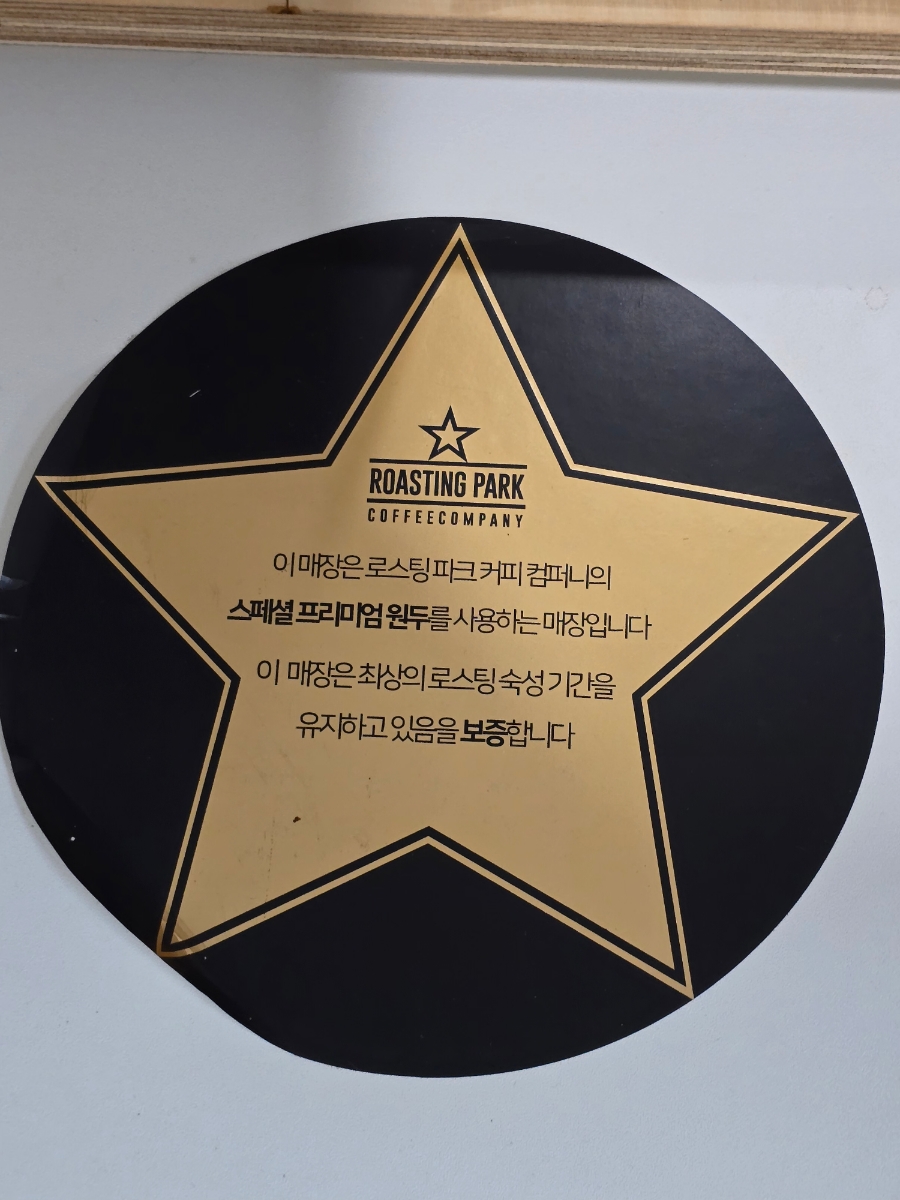 ROASTING PARK
COFFEECOMPANY
이 매장은 로스팅 파크 커피 컴퍼니의
스페셜 프리미엄 원두를 사용하는 매장입니다
이 매장은 최상의 로스팅 숙성 기간을
유지하고 있음을 보증합니다